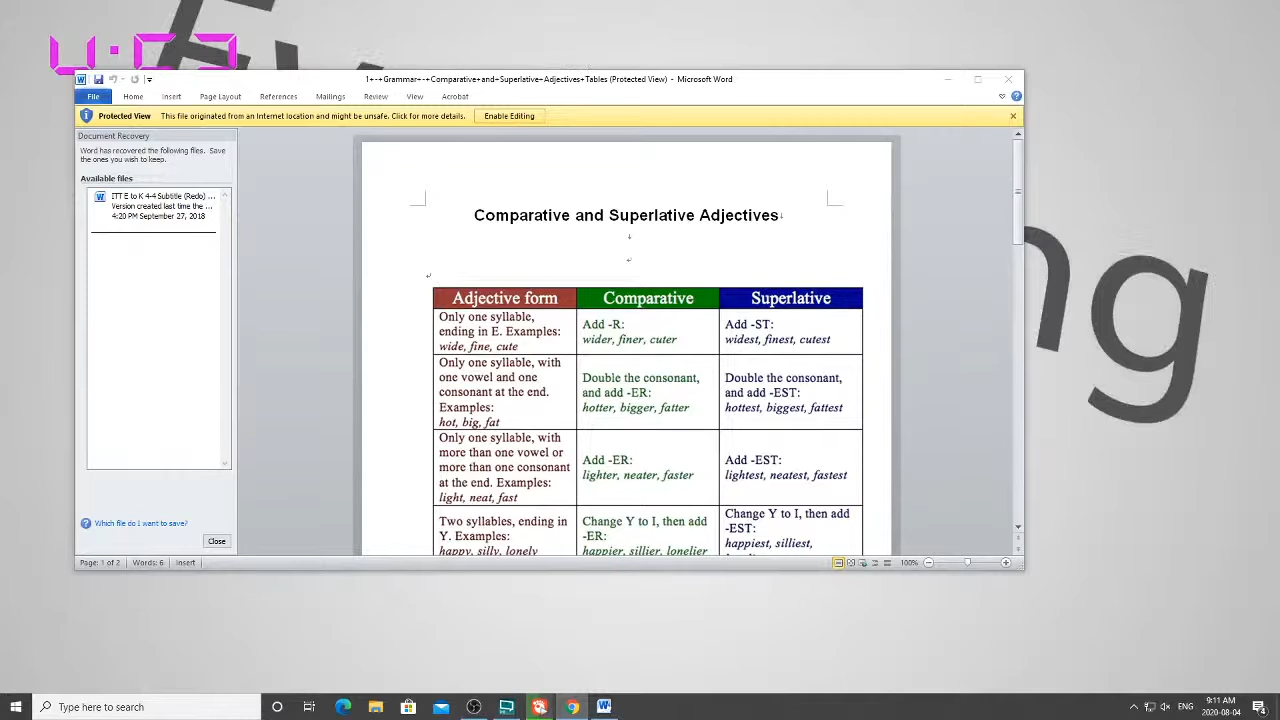 1+-+Grammar+-+Comparative+and+Superlative+Adjectives+Tables (Protected View) - Microsoft Word
File Home Insert Page Layout References Mailings Review View Acrobat
Protected View This file originated from an Internet location and might be unsafe. Click for more details. Enable Editing
Document Recovery
Word has recovered the following files. Save
the ones you wish to keep.
Available files
ITT E to K 4-4 Subtitle (Redo) ...
Version created last time the ...
4:20 PM September 27, 2018
Which file do I want to save?
Close
Comparative and Superlative Adjectives
Adjective form Comparative Superlative
Only one syllable,
ending in E. Examples:
wide, fine, cute
Add -R:
wider, finer, cuter
Add -ST:
widest, finest, cutest
Only one syllable, with
one vowel and one
consonant at the end.
Examples:
hot, big, fat
Double the consonant,
and add -ER:
hotter, bigger, fatter
Double the consonant,
and add -EST:
hottest, biggest, fattest
Only one syllable, with
more than one vowel or
more than one consonant
at the end. Examples:
light, neat, fast
Add -ER:
lighter, neater, faster
Add -EST:
lightest, neatest, fastest
Two syllables, ending in
Y. Examples:
happy, silly, lonely
Change Y to I, then add
-ER:
happier, sillier, lonelier
Change Y to I, then add
-EST:
happiest, silliest,
Page: 1 of 2 Words: 6 Insert 100%
Type here to search
ENG
9:11 AM
2020-08-04